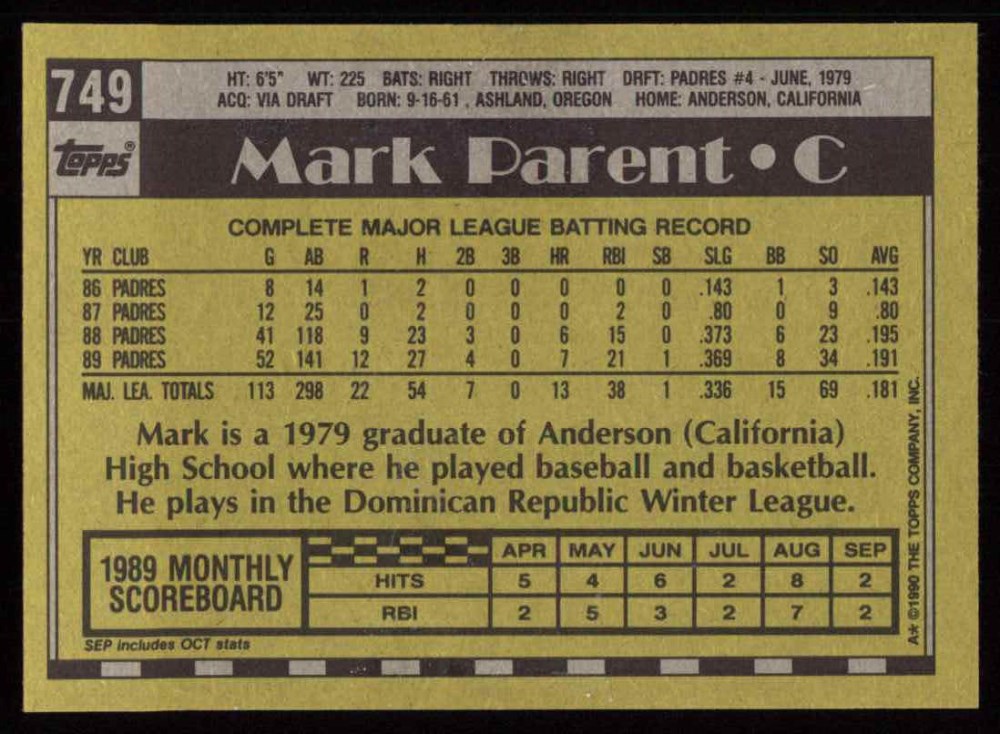 749
HT: 6'5" WT: 225 BATS: RIGHT THROWS: RIGHT DRFT: PADRES #4 - JUNE, 1979
ACQ: VIA DRAFT BORN: 9-16-61 , ASHLAND, OREGON HOME: ANDERSON, CALIFORNIA
Topps®
Mark Parent • C
COMPLETE MAJOR LEAGUE BATTING RECORD
YR CLUB G AB R H 2B 3B HR RBI SB SLG BB SO AVG
86 PADRES 8 14 1 2 0 0 0 0 0 .143 1 3 .143
87 PADRES 12 25 0 2 0 0 0 2 0 .80 0 9 .80
88 PADRES 41 118 9 23 3 0 6 15 0 .373 6 23 .195
89 PADRES 52 141 12 27 4 0 7 21 1 .369 8 34 .191
MAJ. LEA. TOTALS 113 298 22 54 7 0 13 38 1 .336 15 69 .181
Mark is a 1979 graduate of Anderson (California)
High School where he played baseball and basketball.
He plays in the Dominican Republic Winter League.
1989 MONTHLY
SCOREBOARD
APR MAY JUN JUL AUG SEP
HITS 5 4 6 2 8 2
RBI 2 5 3 2 7 2
SEP includes OCT stats
A* ©1990 THE TOPPS COMPANY, INC.